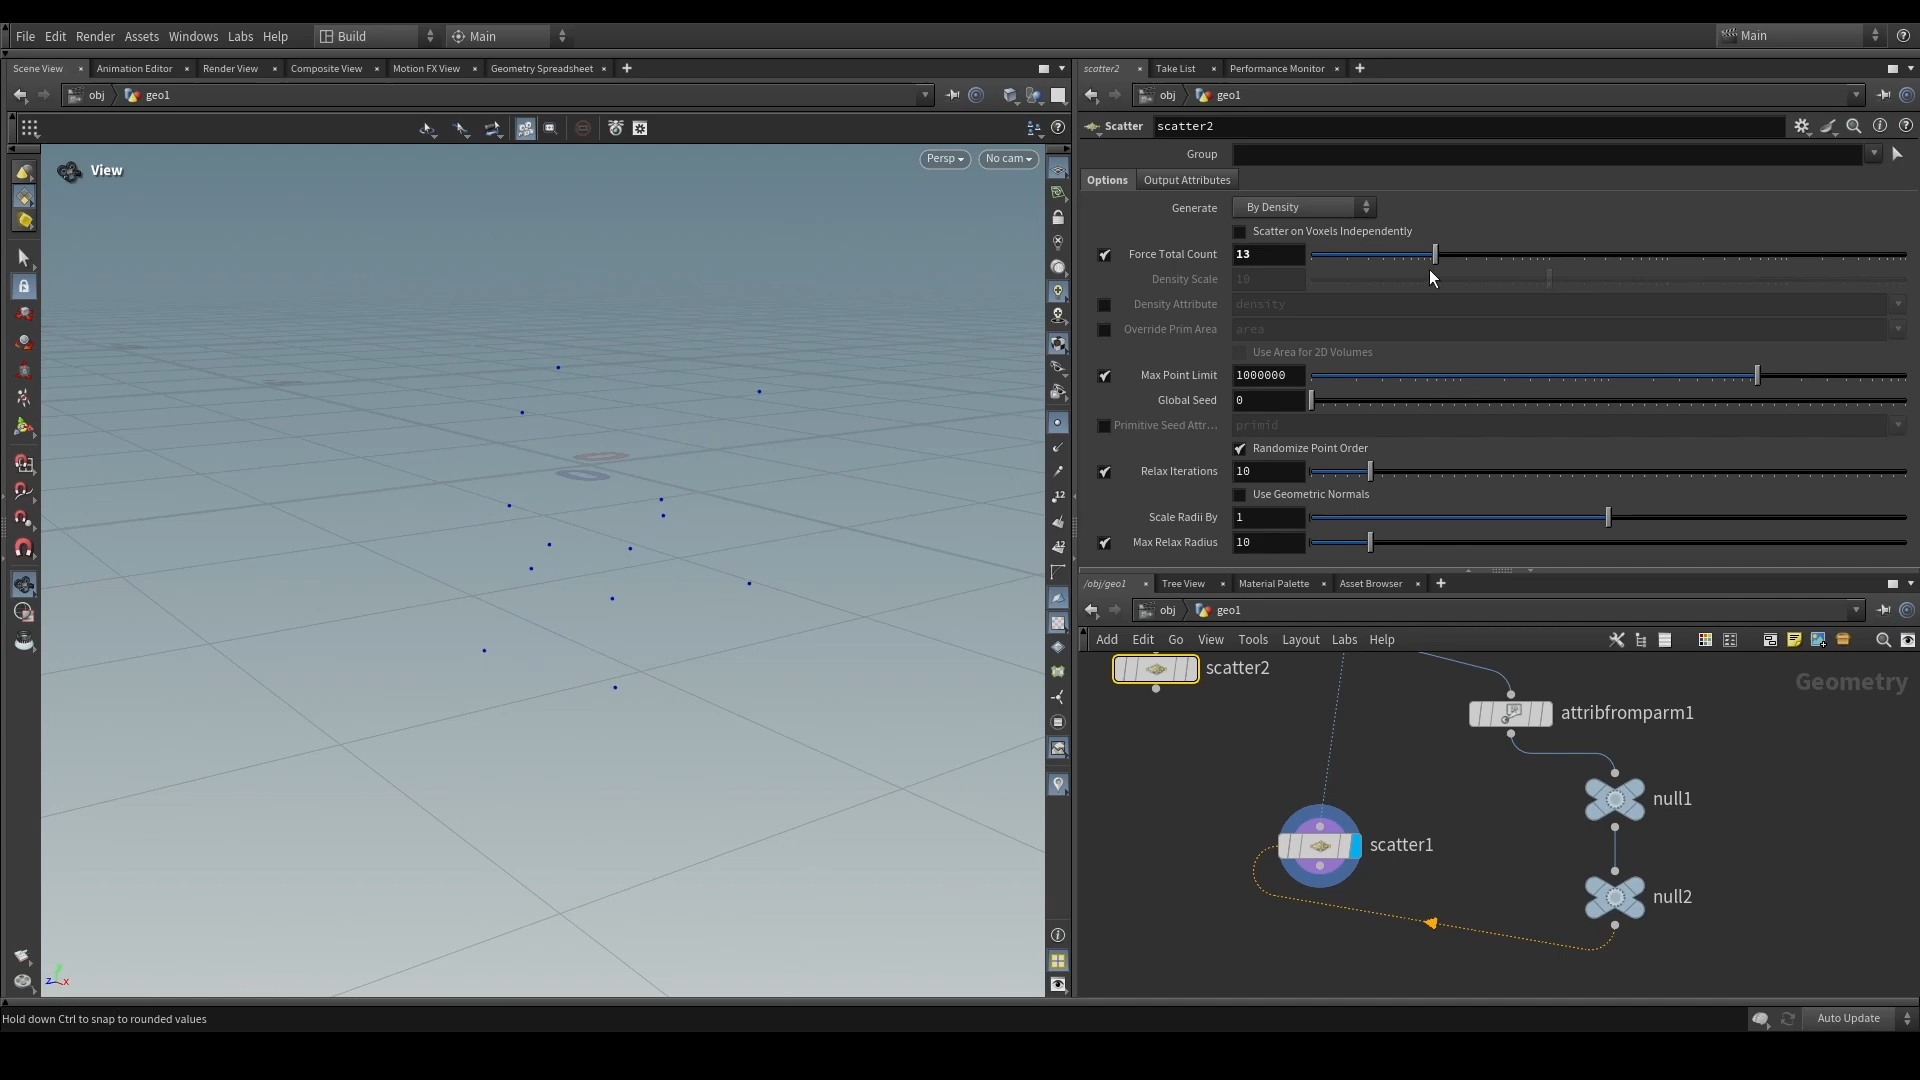 File Edit Render Assets Windows Labs Help Build Main Main
Scene View Animation Editor Render View Composite View Motion FX View Geometry Spreadsheet
obj geo1
View
Persp No cam
scatter2 Take List Performance Monitor
obj geo1
Scatter scatter2
Group
Options Output Attributes
Generate By Density
Scatter on Voxels Independently
Force Total Count 13
Density Scale 10
Density Attribute density
Override Prim Area area
Use Area for 2D Volumes
Max Point Limit 1000000
Global Seed 0
Primitive Seed Attr... primid
Randomize Point Order
Relax Iterations 10
Use Geometric Normals
Scale Radii By 1
Max Relax Radius 10
/obj/geo1 Tree View Material Palette Asset Browser
obj geo1
Add Edit Go View Tools Layout Labs Help
scatter2
Geometry
attribfromparm1
null1
scatter1
null2
12
12
z x
Hold down Ctrl to snap to rounded values
Auto Update